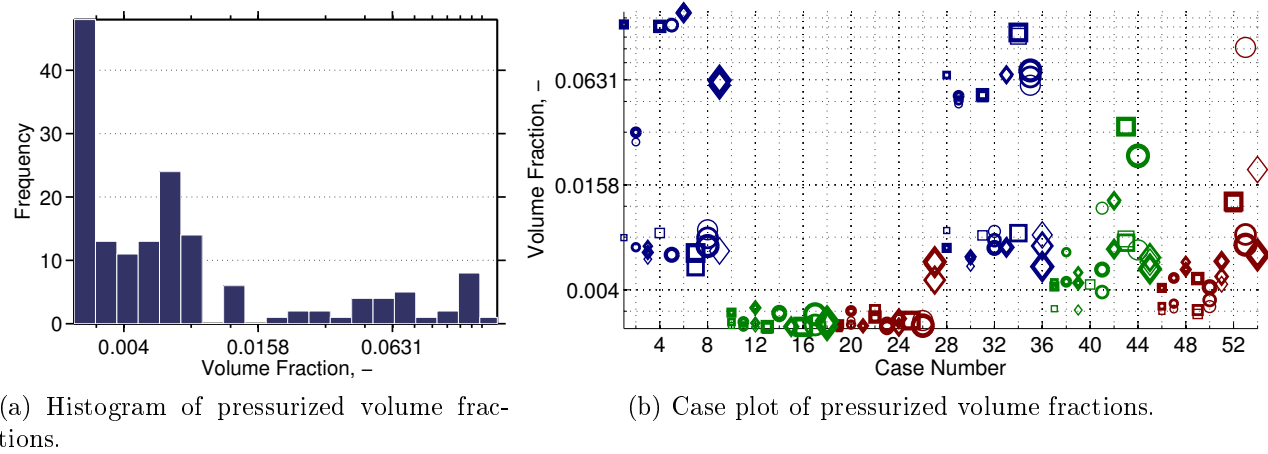 40
30
20
10
0
Frequency
0.004 0.0158 0.0631
Volume Fraction, −
0.0631
0.0158
0.004
Volume Fraction, −
4 8 12 16 20 24 28 32 36 40 44 48 52
Case Number
(a) Histogram of pressurized volume frac-
tions.
(b) Case plot of pressurized volume fractions.